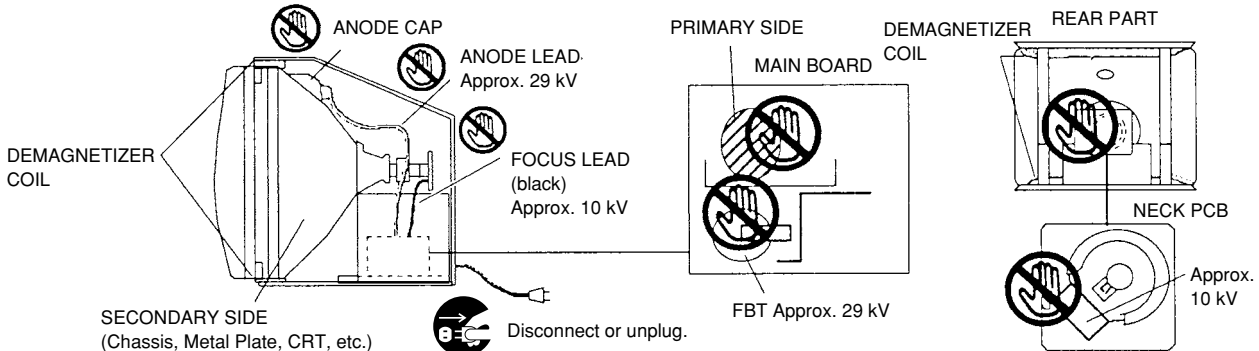 ANODE CAP
ANODE LEAD
Approx. 29 kV
FOCUS LEAD
(black)
Approx. 10 kV
DEMAGNETIZER
COIL
SECONDARY SIDE
(Chassis, Metal Plate, CRT, etc.)
Disconnect or unplug.
PRIMARY SIDE
MAIN BOARD
FBT Approx. 29 kV
DEMAGNETIZER
COIL
REAR PART
NECK PCB
Approx.
10 kV